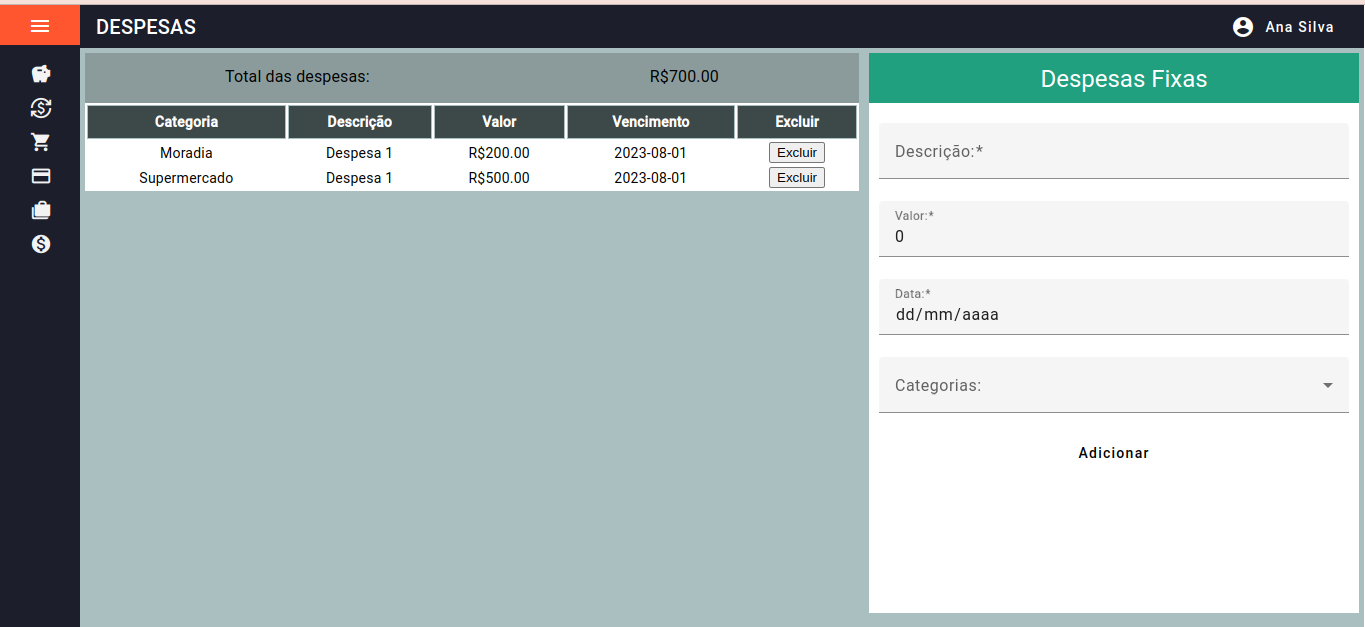 DESPESAS
Ana Silva
Total das despesas: R$700.00
Categoria Descrição Valor Vencimento Excluir
Moradia Despesa 1 R$200.00 2023-08-01 Excluir
Supermercado Despesa 1 R$500.00 2023-08-01 Excluir
Despesas Fixas
Descrição:*
Valor:*
0
Data:*
dd/mm/aaaa
Categorias:
Adicionar